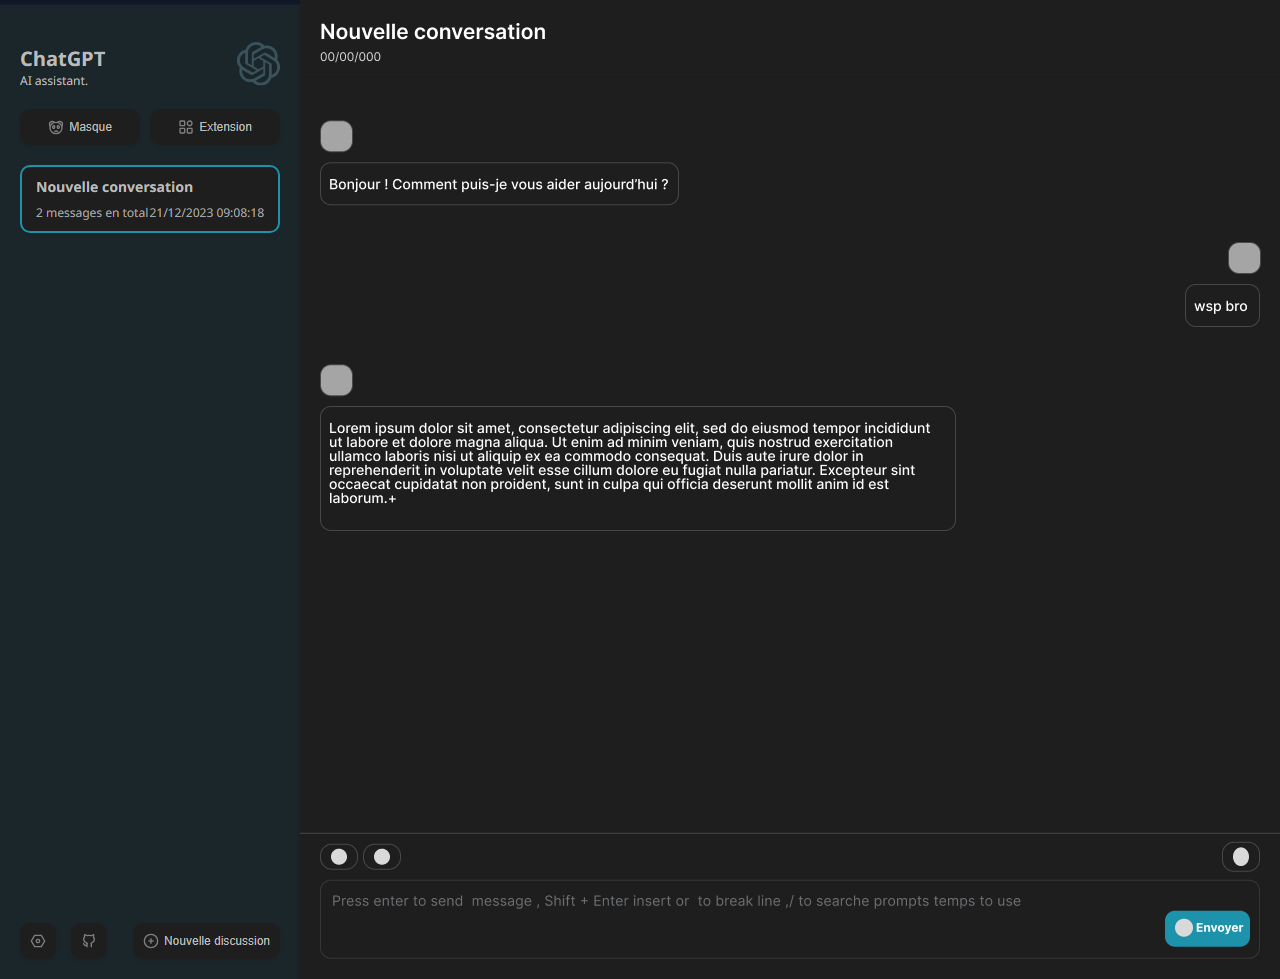 ChatGPT
AI assistant.
Masque
Extension
Nouvelle conversation
2 messages en total 21/12/2023 09:08:18
Nouvelle discussion
Nouvelle conversation
00/00/000
Bonjour ! Comment puis-je vous aider aujourd'hui ?
wsp bro
Lorem ipsum dolor sit amet, consectetur adipiscing elit, sed do eiusmod tempor incididunt
ut labore et dolore magna aliqua. Ut enim ad minim veniam, quis nostrud exercitation
ullamco laboris nisi ut aliquip ex ea commodo consequat. Duis aute irure dolor in
reprehenderit in voluptate velit esse cillum dolore eu fugiat nulla pariatur. Excepteur sint
occaecat cupidatat non proident, sunt in culpa qui officia deserunt mollit anim id est
laborum.+
Press enter to send  message , Shift + Enter insert or  to break line ,/ to searche prompts temps to use
Envoyer